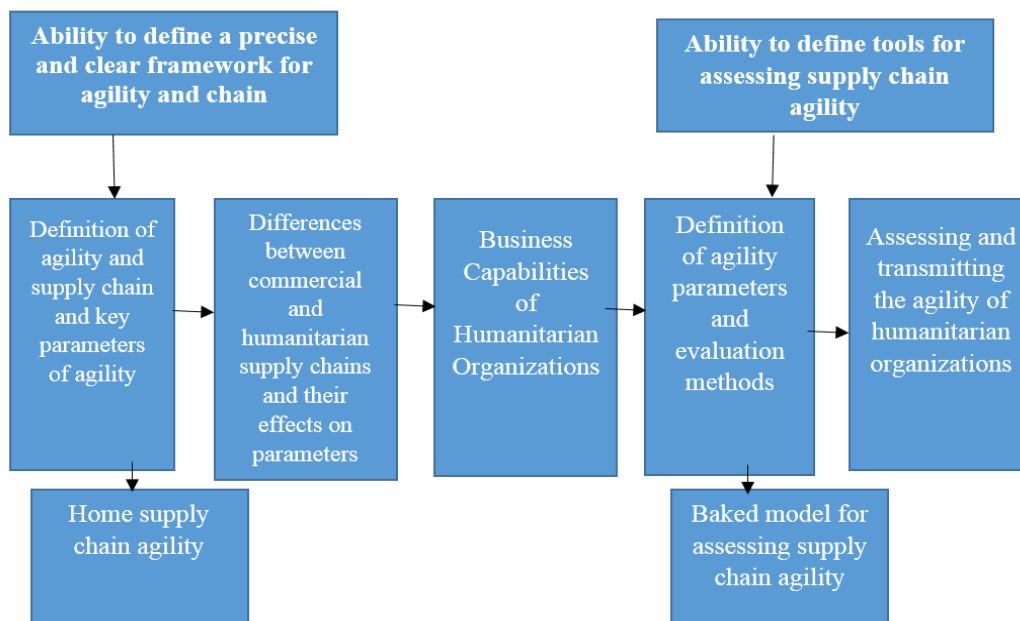 Ability to define a precise
and clear framework for
agility and chain
Ability to define tools for
assessing supply chain
agility
Definition of
agility and
supply chain
and key
parameters
of agility
Differences
between
commercial
and
humanitarian
supply chains
and their
effects on
parameters
Business
Capabilities
of
Humanitarian
Organizations
Definition
of agility
parameters
and
evaluation
methods
Assessing and
transmitting
the agility of
humanitarian
organizations
Home supply
chain agility
Baked model for
assessing supply
chain agility